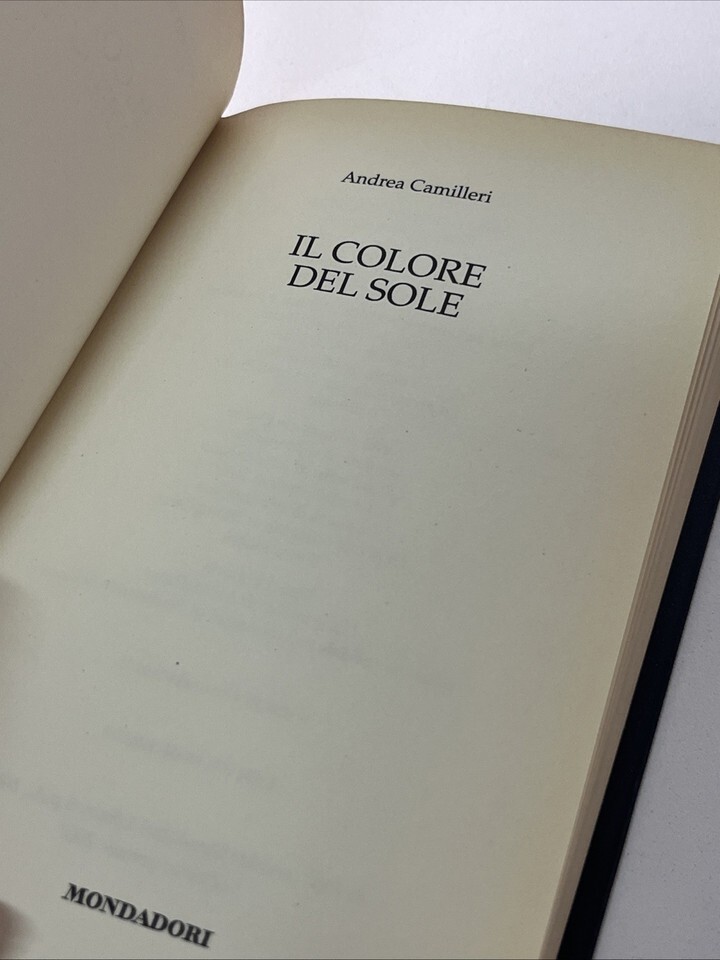 Andrea Camilleri
IL COLORE
DEL SOLE
MONDADORI